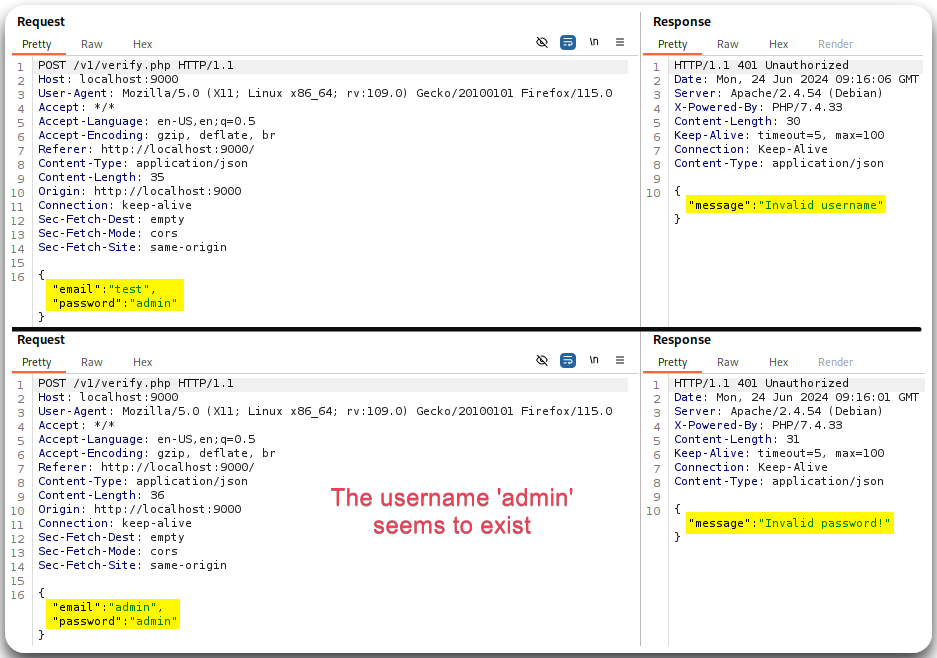 Request
Pretty Raw Hex \n
1 POST /v1/verify.php HTTP/1.1
2 Host: localhost:9000
3 User-Agent: Mozilla/5.0 (X11; Linux x86_64; rv:109.0) Gecko/20100101 Firefox/115.0
4 Accept: */*
5 Accept-Language: en-US,en;q=0.5
6 Accept-Encoding: gzip, deflate, br
7 Referer: http://localhost:9000/
8 Content-Type: application/json
9 Content-Length: 35
10 Origin: http://localhost:9000
11 Connection: keep-alive
12 Sec-Fetch-Dest: empty
13 Sec-Fetch-Mode: cors
14 Sec-Fetch-Site: same-origin
15
16 {
"email":"test",
"password":"admin"
}
Response
Pretty Raw Hex Render
1 HTTP/1.1 401 Unauthorized
2 Date: Mon, 24 Jun 2024 09:16:06 GMT
3 Server: Apache/2.4.54 (Debian)
4 X-Powered-By: PHP/7.4.33
5 Content-Length: 30
6 Keep-Alive: timeout=5, max=100
7 Connection: Keep-Alive
8 Content-Type: application/json
9
10 {
"message":"Invalid username"
}
Request
Pretty Raw Hex \n
1 POST /v1/verify.php HTTP/1.1
2 Host: localhost:9000
3 User-Agent: Mozilla/5.0 (X11; Linux x86_64; rv:109.0) Gecko/20100101 Firefox/115.0
4 Accept: */*
5 Accept-Language: en-US,en;q=0.5
6 Accept-Encoding: gzip, deflate, br
7 Referer: http://localhost:9000/
8 Content-Type: application/json
9 Content-Length: 36
10 Origin: http://localhost:9000
11 Connection: keep-alive
12 Sec-Fetch-Dest: empty
13 Sec-Fetch-Mode: cors
14 Sec-Fetch-Site: same-origin
15
16 {
"email":"admin",
"password":"admin"
}
The username 'admin'
seems to exist
Response
Pretty Raw Hex Render
1 HTTP/1.1 401 Unauthorized
2 Date: Mon, 24 Jun 2024 09:16:01 GMT
3 Server: Apache/2.4.54 (Debian)
4 X-Powered-By: PHP/7.4.33
5 Content-Length: 31
6 Keep-Alive: timeout=5, max=100
7 Connection: Keep-Alive
8 Content-Type: application/json
9
10 {
"message":"Invalid password!"
}